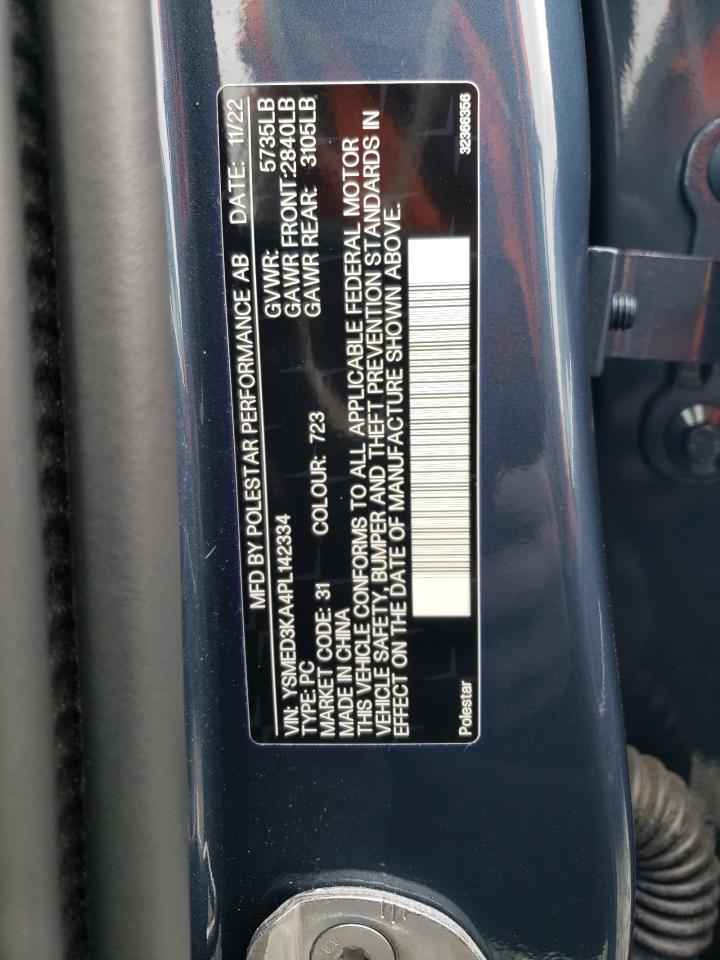 MFD BY POLESTAR PERFORMANCE AB DATE: 11/22
VIN: YSMED3KA4PL142334 GVWR: 5735LB
TYPE: PC GAWR FRONT:2840LB
MARKET CODE: 31 COLOUR: 723 GAWR REAR: 3105LB
MADE IN CHINA
THIS VEHICLE CONFORMS TO ALL APPLICABLE FEDERAL MOTOR
VEHICLE SAFETY, BUMPER AND THEFT PREVENTION STANDARDS IN
EFFECT ON THE DATE OF MANUFACTURE SHOWN ABOVE.
Polestar 32366356